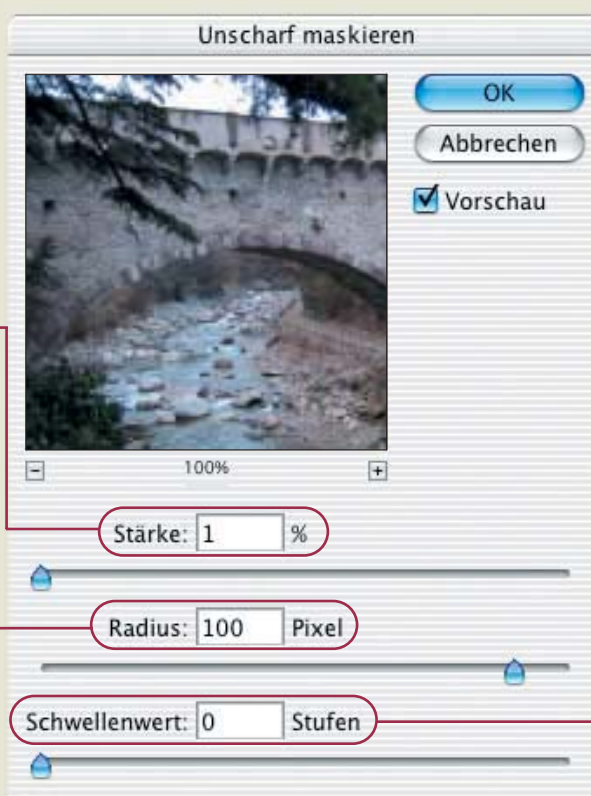 Unscharf maskieren
OK
Abbrechen
Vorschau
100%
Stärke: 1 %
Radius: 100 Pixel
Schwellenwert: 0 Stufen